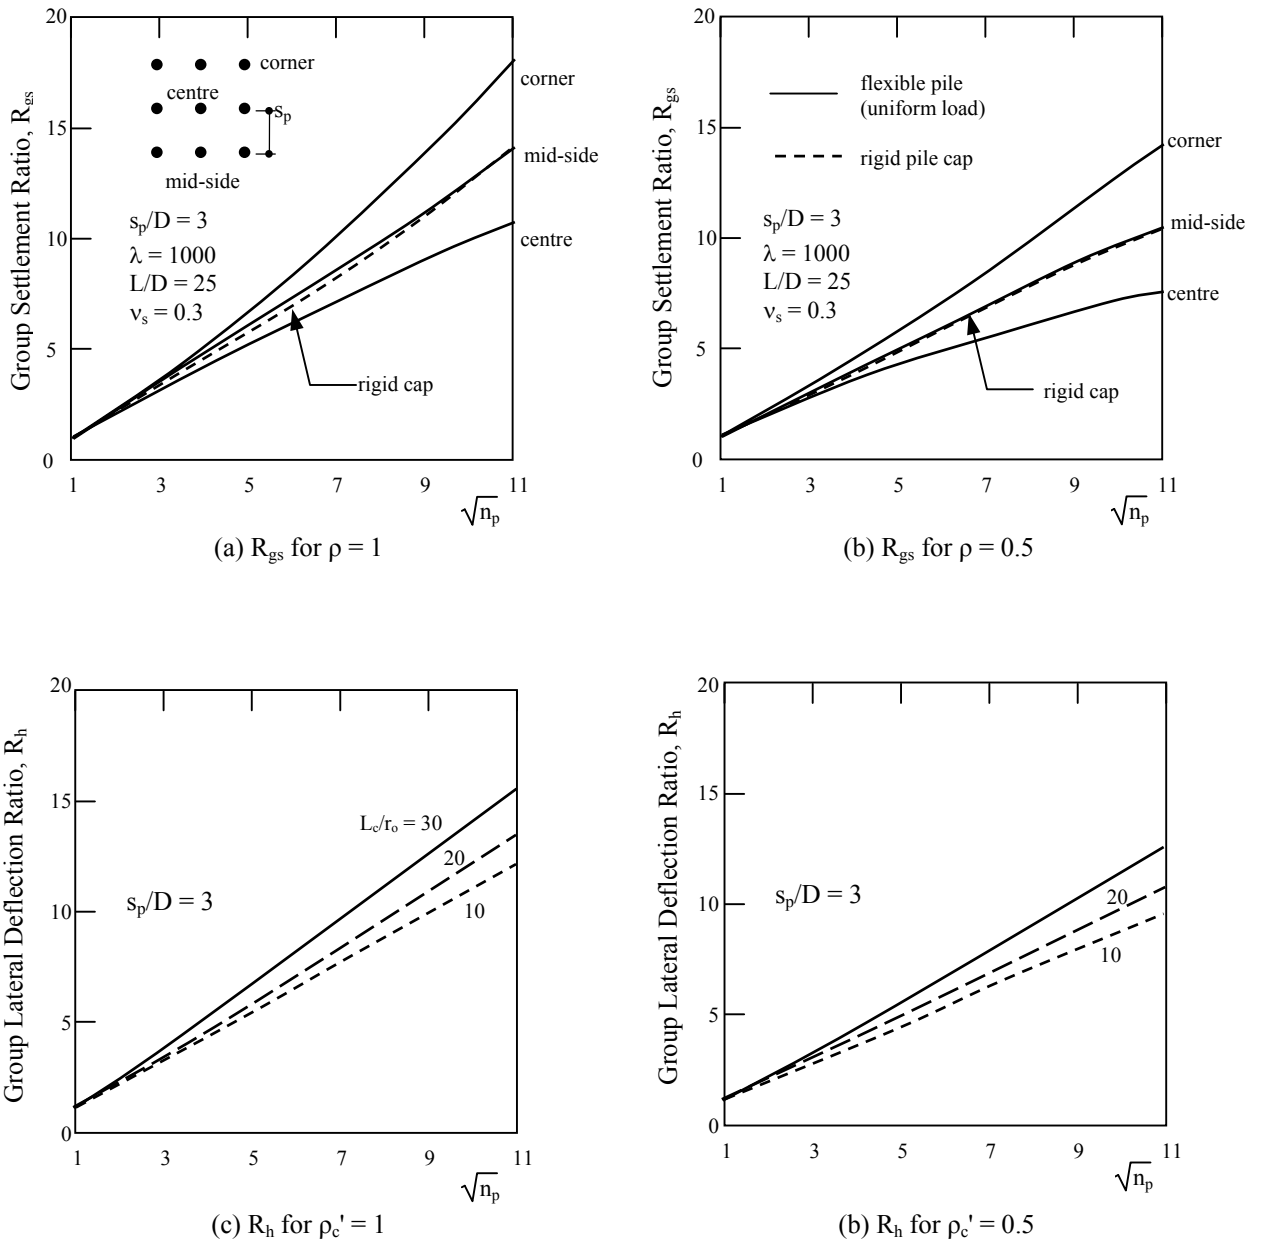 Group Settlement Ratio, R_gs
20
15
10
5
0
corner
centre
s_p
mid-side
s_p/D = 3
λ = 1000
L/D = 25
ν_s = 0.3
corner
mid-side
centre
rigid cap
1 3 5 7 9 11
√n_p
(a) R_gs for ρ = 1
Group Settlement Ratio, R_gs
20
15
10
5
0
flexible pile
(uniform load)
rigid pile cap
s_p/D = 3
λ = 1000
L/D = 25
ν_s = 0.3
corner
mid-side
centre
rigid cap
1 3 5 7 9 11
√n_p
(b) R_gs for ρ = 0.5
Group Lateral Deflection Ratio, R_h
20
15
10
5
0
L_c/r_o = 30
20
10
s_p/D = 3
1 3 5 7 9 11
√n_p
(c) R_h for ρ_c' = 1
Group Lateral Deflection Ratio, R_h
20
15
10
5
0
s_p/D = 3
20
10
1 3 5 7 9 11
√n_p
(b) R_h for ρ_c' = 0.5